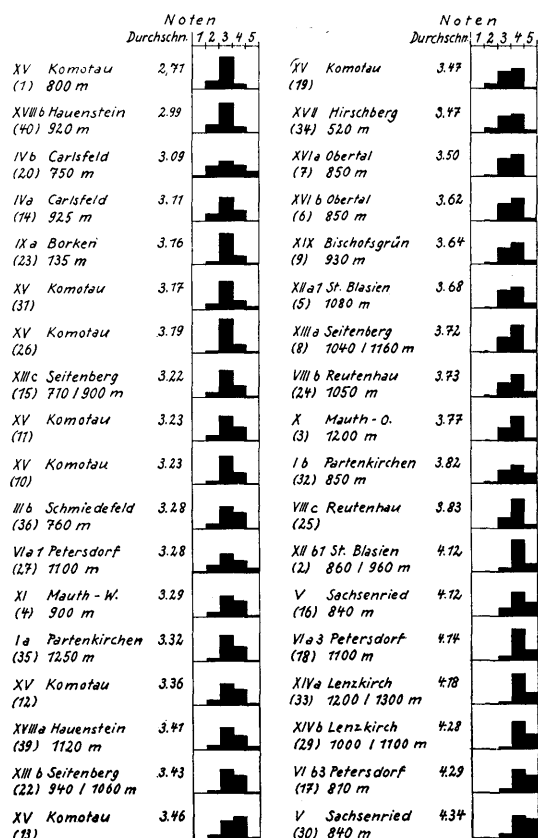 Noten
Durchschn. 1 2 3 4 5
XV Komotau 2,71
(1) 800 m
XVIII b Hauenstein 2.99
(40) 920 m
IV b Carlsfeld 3.09
(20) 750 m
IVa Carlsfeld 3.11
(14) 925 m
IX a Borken 3.16
(23) 135 m
XV Komotau 3.17
(31)
XV Komotau 3.19
(26)
XIII c Seitenberg 3.22
(15) 710 / 900 m
XV Komotau 3.23
(11)
XV Komotau 3.23
(10)
III b Schmiedefeld 3.28
(36) 760 m
VI a 1 Petersdorf 3.28
(27) 1100 m
XI Mauth - W. 3.29
(4) 900 m
I a Partenkirchen 3.32
(35) 1250 m
XV Komotau 3.36
(12)
XVIII a Hauenstein 3.41
(39) 1120 m
XIII b Seitenberg 3.43
(22) 940 / 1060 m
XV Komotau 3.46
(13)
Noten
Durchschn. 1 2 3 4 5
XV Komotau 3.47
(19)
XVII Hirschberg 3.47
(34) 520 m
XVI a Obertal 3.50
(7) 850 m
XVI b Obertal 3.62
(6) 850 m
XIX Bischofsgrün 3.64
(9) 930 m
XII a 1 St. Blasien 3.68
(5) 1080 m
XIII a Seitenberg 3.72
(8) 1040 / 1160 m
VIII b Reutenhau 3.73
(24) 1050 m
X Mauth - O. 3.77
(3) 1200 m
I b Partenkirchen 3.82
(32) 850 m
VIII c Reutenhau 3.83
(25)
XII b1 St. Blasien 4.12
(2) 860 / 960 m
V Sachsenried 4.12
(16) 840 m
VI a 3 Petersdorf 4.14
(18) 1100 m
XIV a Lenzkirch 4.18
(33) 1200 / 1300 m
XIV b Lenzkirch 4.28
(29) 1000 / 1100 m
VI b3 Petersdorf 4.29
(17) 810 m
V Sachsenried 4.34
(30) 840 m